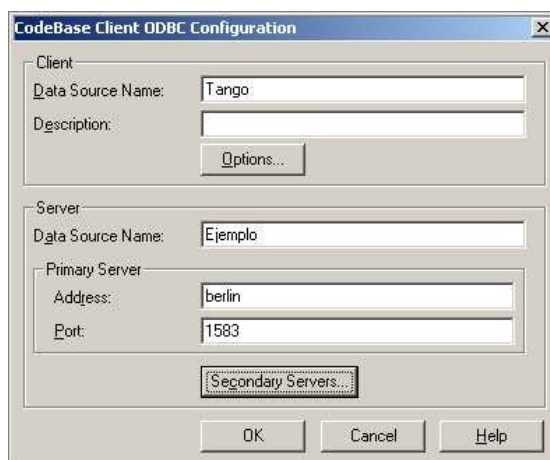 CodeBase Client ODBC Configuration
Client
Data Source Name: Tango
Description:
Options...
Server
Data Source Name: Ejemplo
Primary Server
Address: berlin
Port: 1583
Secondary Servers...
OK Cancel Help